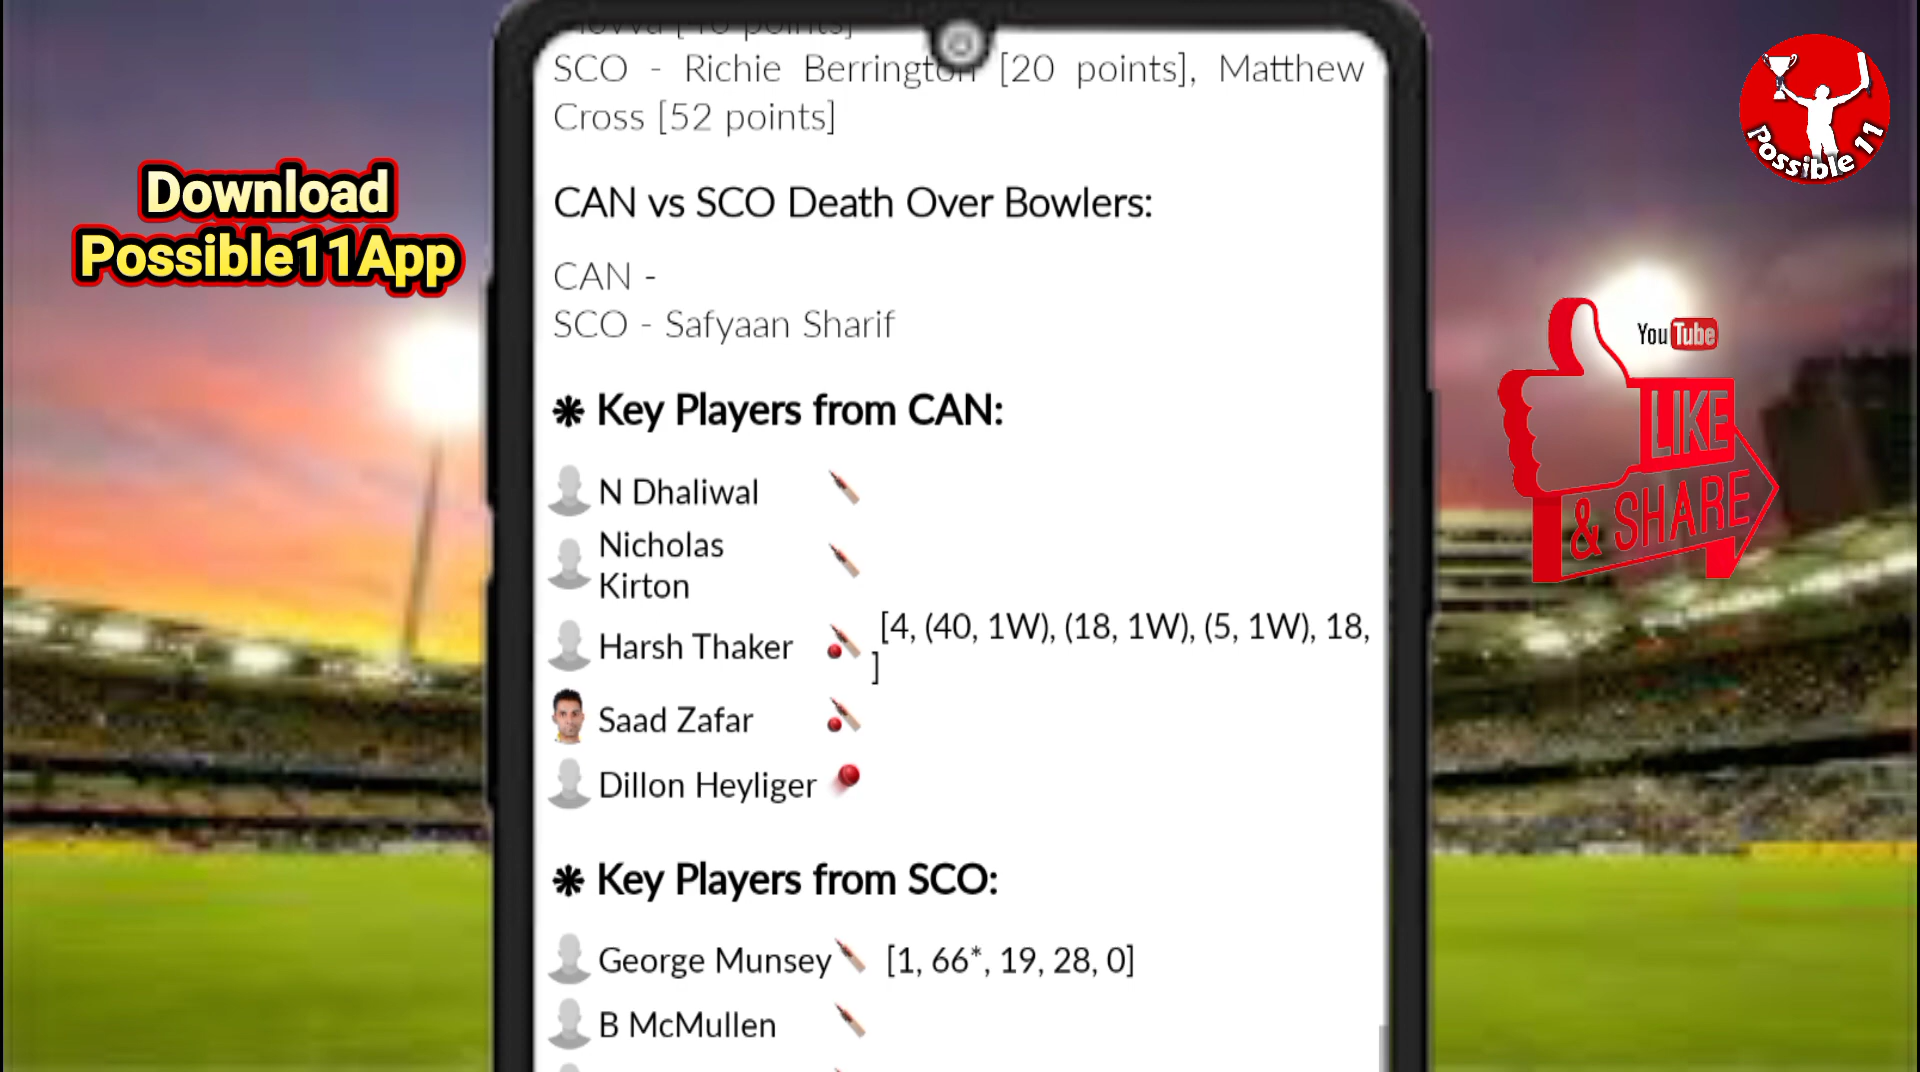 points]
SCO - Richie Berrington [20 points], Matthew
Cross [52 points]
CAN vs SCO Death Over Bowlers:
CAN -
SCO - Safyaan Sharif
Key Players from CAN:
N Dhaliwal
Nicholas
Kirton
Harsh Thaker [4, (40, 1W), (18, 1W), (5, 1W), 18,
]
Saad Zafar
Dillon Heyliger
Key Players from SCO:
George Munsey [1, 66*, 19, 28, 0]
B McMullen
Download
Possible11App
Possible 11
YouTube
LIKE
& SHARE